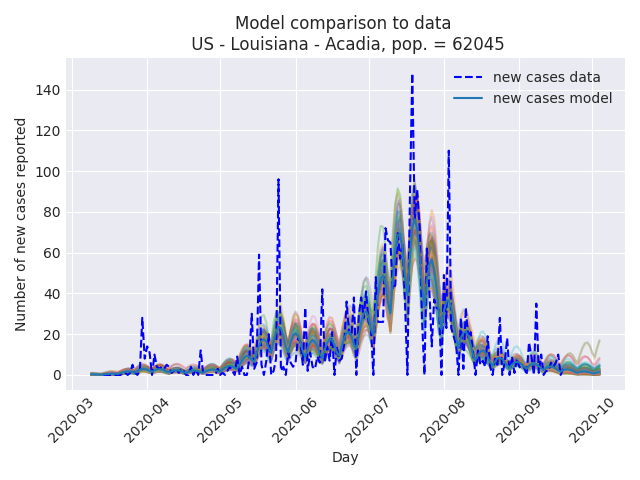 Model comparison to data
US - Louisiana - Acadia, pop. = 62045
new cases data
new cases model
Number of new cases reported
140
120
100
80
60
40
20
0
2020-03
2020-04
2020-05
2020-06
2020-07
2020-08
2020-09
2020-10
Day